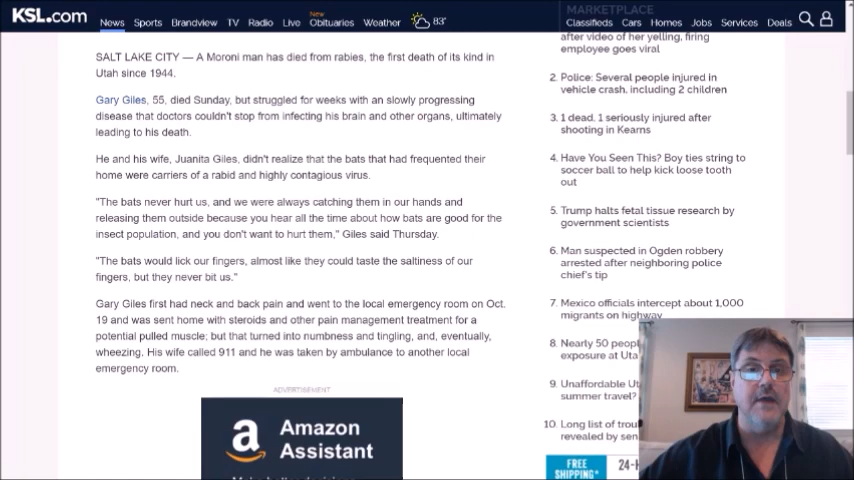 KSL.com
News Sports Brandview TV Radio Live New Obituaries Weather 83° Classifieds Cars Homes Jobs Services Deals
MARKETPLACE
SALT LAKE CITY — A Moroni man has died from rabies, the first death of its kind in
Utah since 1944.
Gary Giles, 55, died Sunday, but struggled for weeks with an slowly progressing
disease that doctors couldn't stop from infecting his brain and other organs, ultimately
leading to his death.
He and his wife, Juanita Giles, didn't realize that the bats that had frequented their
home were carriers of a rabid and highly contagious virus.
"The bats never hurt us, and we were always catching them in our hands and
releasing them outside because you hear all the time about how bats are good for the
insect population, and you don't want to hurt them," Giles said Thursday.
"The bats would lick our fingers, almost like they could taste the saltiness of our
fingers, but they never bit us."
Gary Giles first had neck and back pain and went to the local emergency room on Oct.
19 and was sent home with steroids and other pain management treatment for a
potential pulled muscle; but that turned into numbness and tingling, and, eventually,
wheezing. His wife called 911 and he was taken by ambulance to another local
emergency room.
ADVERTISEMENT
a Amazon
Assistant
after video of her yelling, firing
employee goes viral
2. Police: Several people injured in
vehicle crash, including 2 children
3. 1 dead, 1 seriously injured after
shooting in Kearns
4. Have You Seen This? Boy ties string to
soccer ball to help kick loose tooth
out
5. Trump halts fetal tissue research by
government scientists
6. Man suspected in Ogden robbery
arrested after neighboring police
chief's tip
7. Mexico officials intercept about 1,000
migrants on highway
8. Nearly 50
exposure at
9. Unaffordable
summer travel?
10. Long list of
revealed by
FREE
SHIPPING*